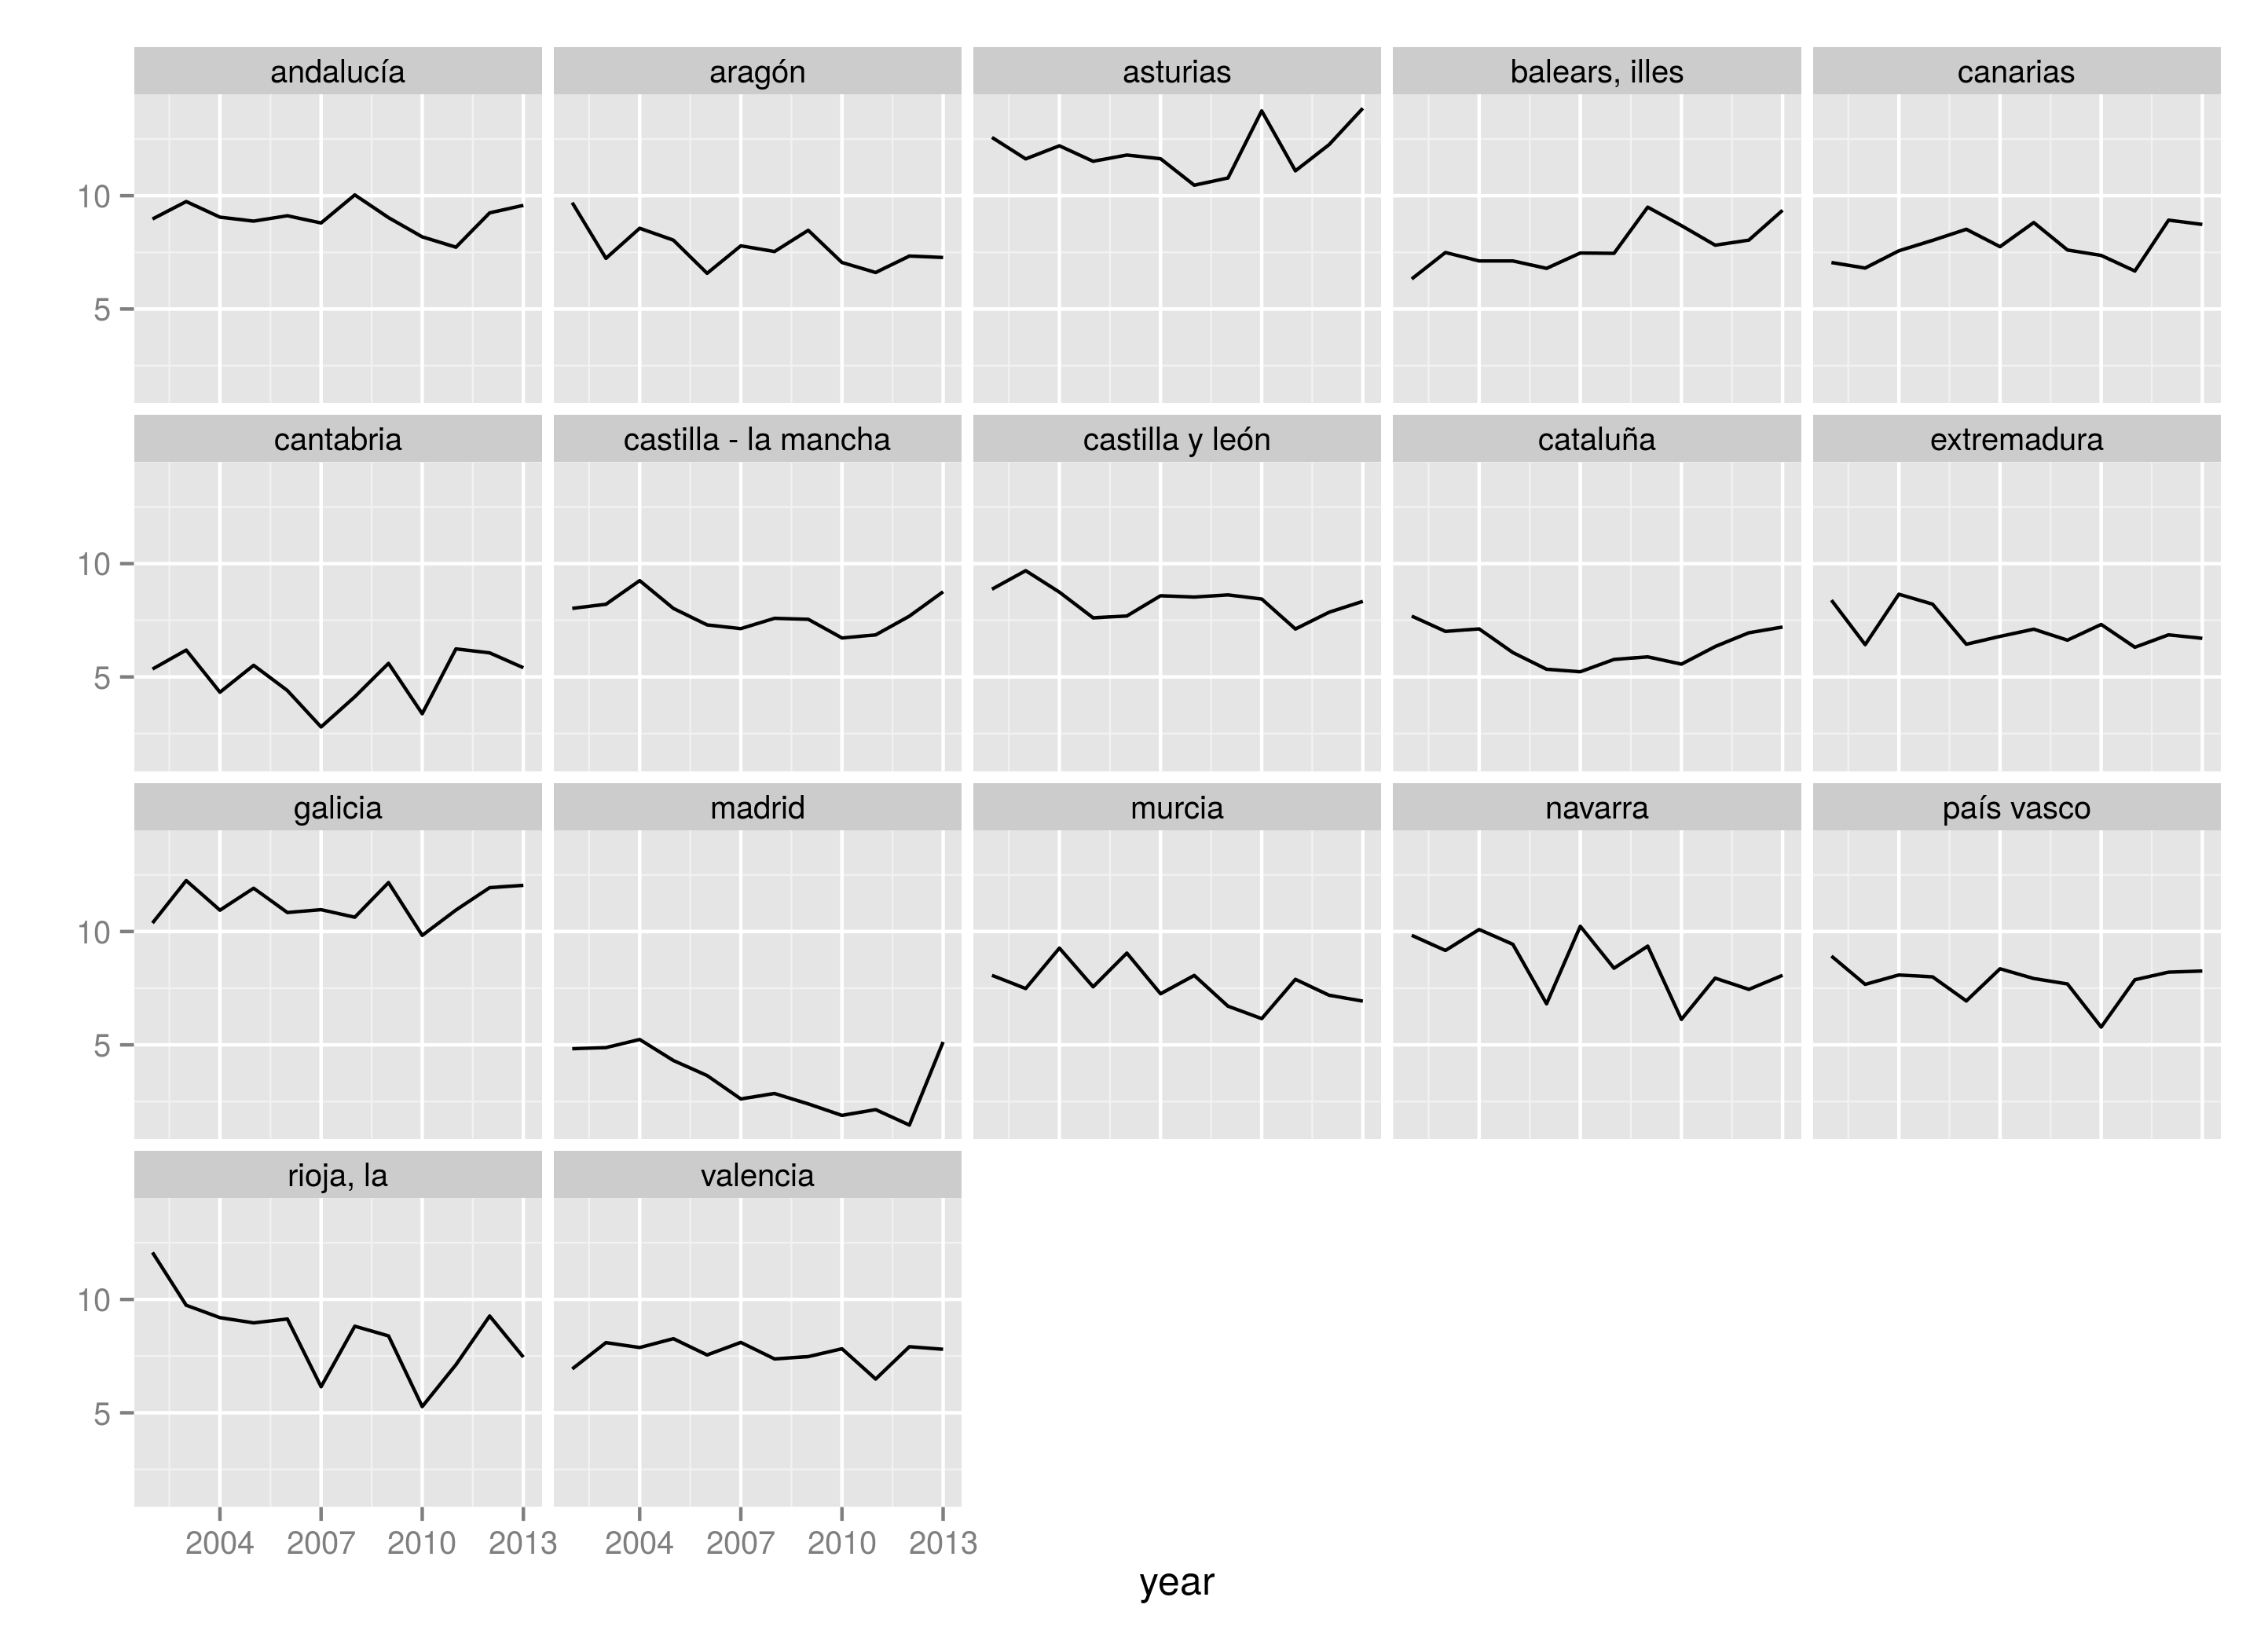 andalucía aragón asturias balears, illes canarias
10
5
cantabria castilla - la mancha castilla y león cataluña extremadura
10
5
galicia madrid murcia navarra país vasco
10
5
rioja, la valencia
10
5
2004 2007 2010 2013 2004 2007 2010 2013
year